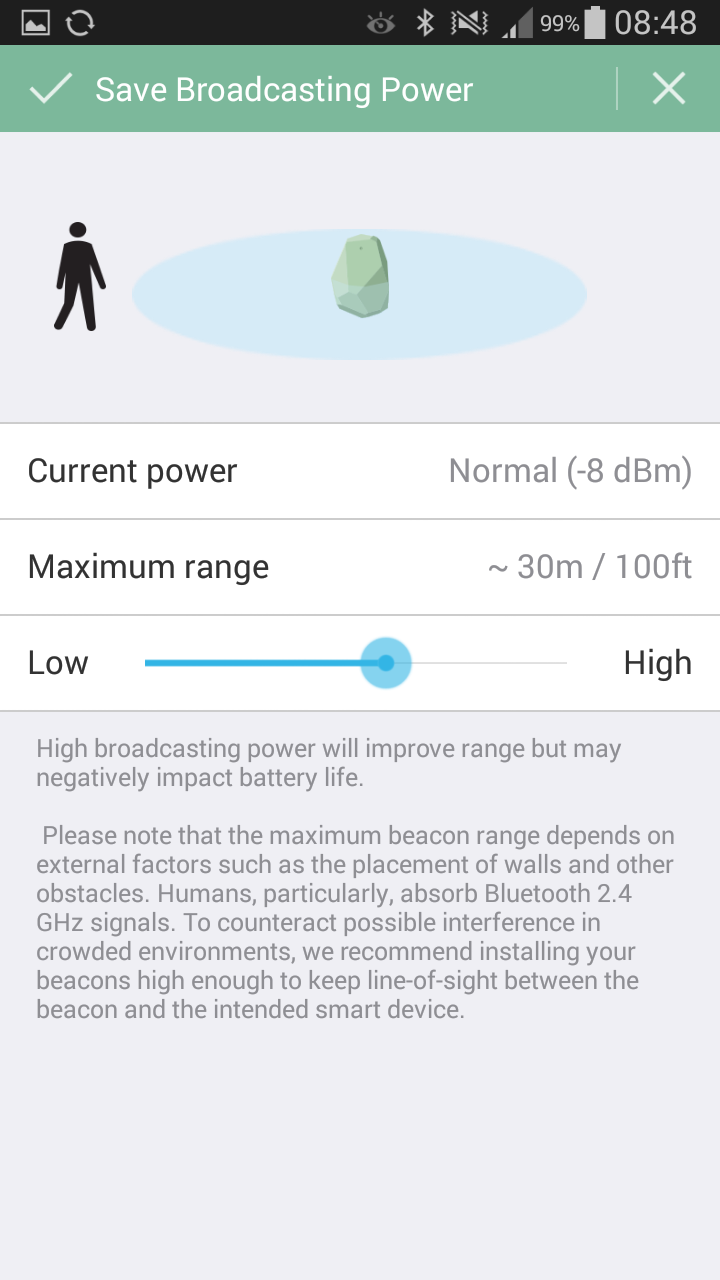 99% 08:48
Save Broadcasting Power
Current power Normal (-8 dBm)
Maximum range ~ 30m / 100ft
Low High
High broadcasting power will improve range but may
negatively impact battery life.
Please note that the maximum beacon range depends on
external factors such as the placement of walls and other
obstacles. Humans, particularly, absorb Bluetooth 2.4
GHz signals. To counteract possible interference in
crowded environments, we recommend installing your
beacons high enough to keep line-of-sight between the
beacon and the intended smart device.